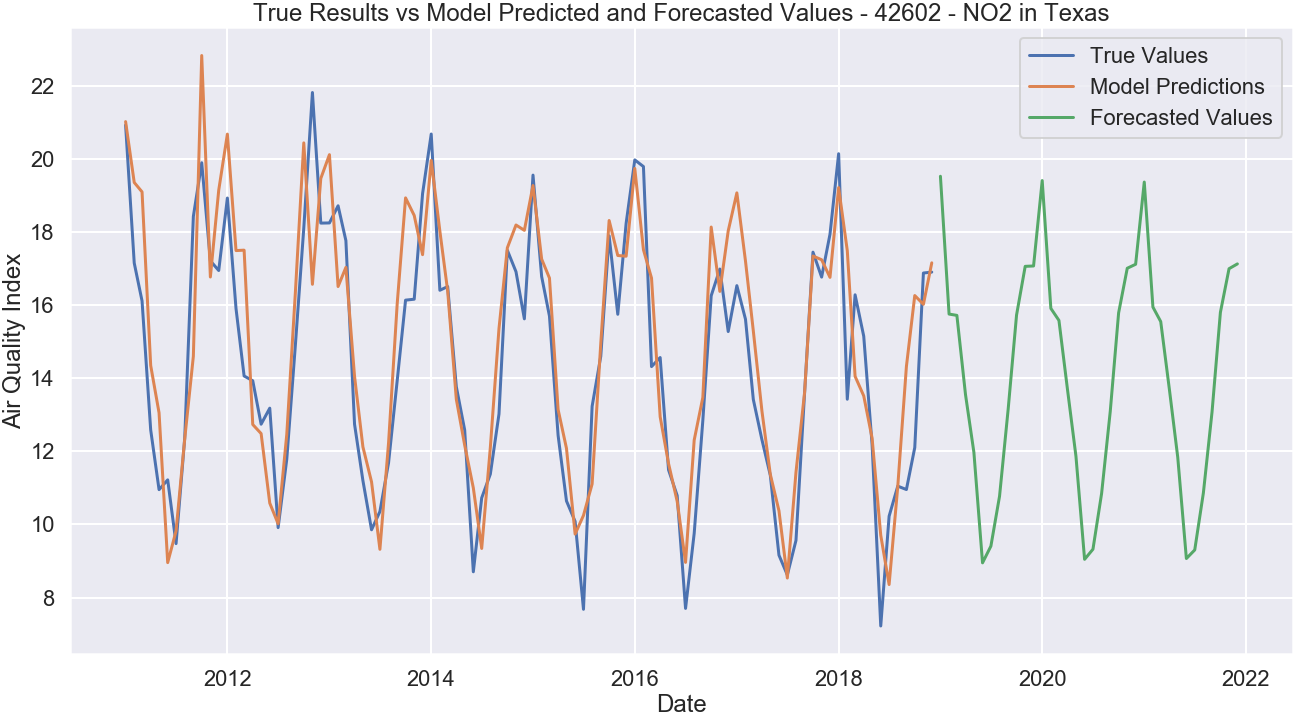 True Results vs Model Predicted and Forecasted Values - 42602 - NO2 in Texas
True Values
Model Predictions
Forecasted Values
Air Quality Index
22
20
18
16
14
12
10
8
2012 2014 2016 2018 2020 2022
Date